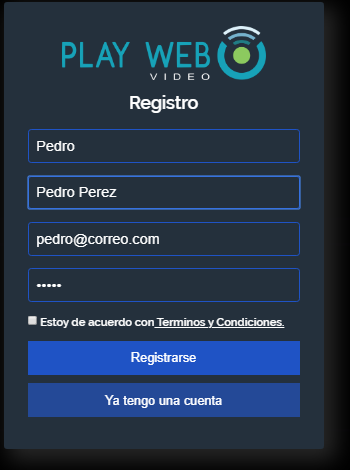 PLAY WEB
VIDEO
Registro
Pedro
Pedro Perez
pedro@correo.com
•••••
Estoy de acuerdo con Terminos y Condiciones.
Registrarse
Ya tengo una cuenta